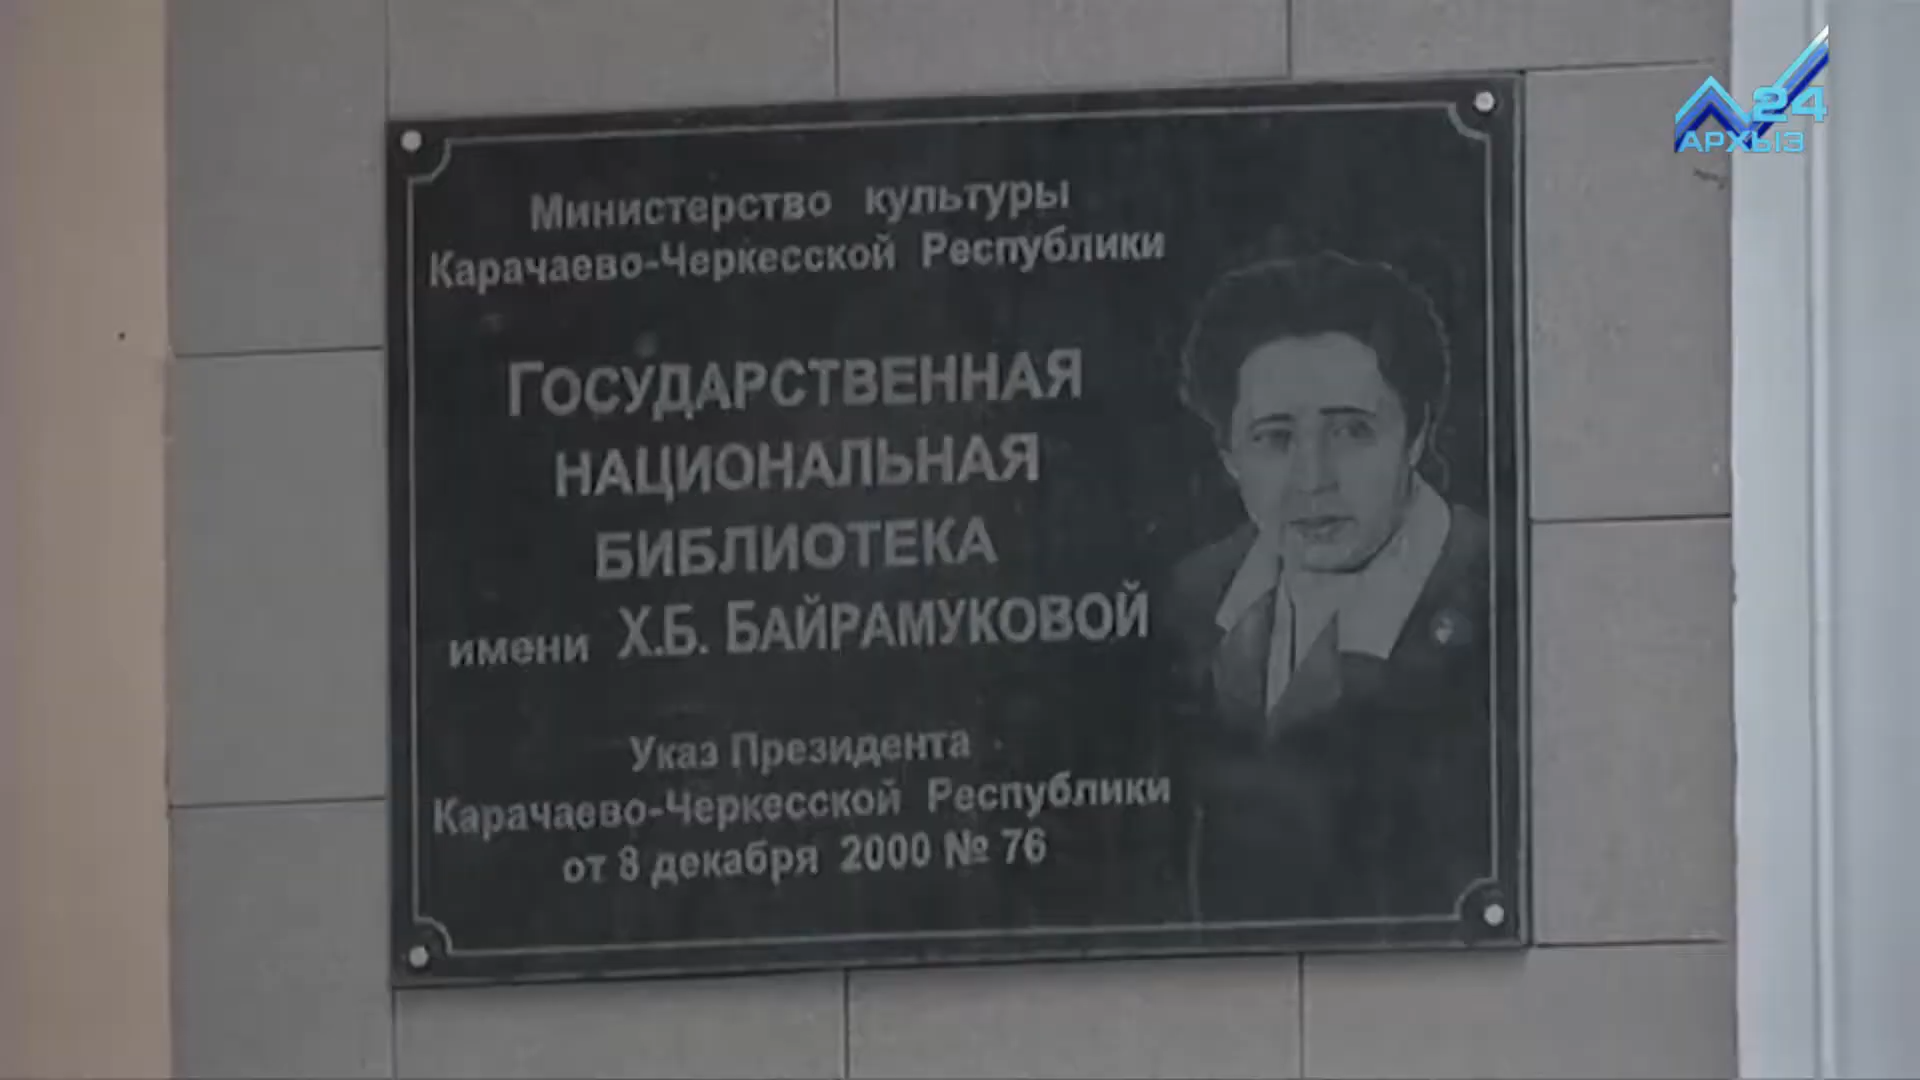 24
АРХЫЗ
Министерство культуры
Карачаево-Черкесской Республики
ГОСУДАРСТВЕННАЯ
НАЦИОНАЛЬНАЯ
БИБЛИОТЕКА
имени Х.Б. БАЙРАМУКОВОЙ
Указ Президента
Карачаево-Черкесской Республики
от 8 декабря 2000 № 76